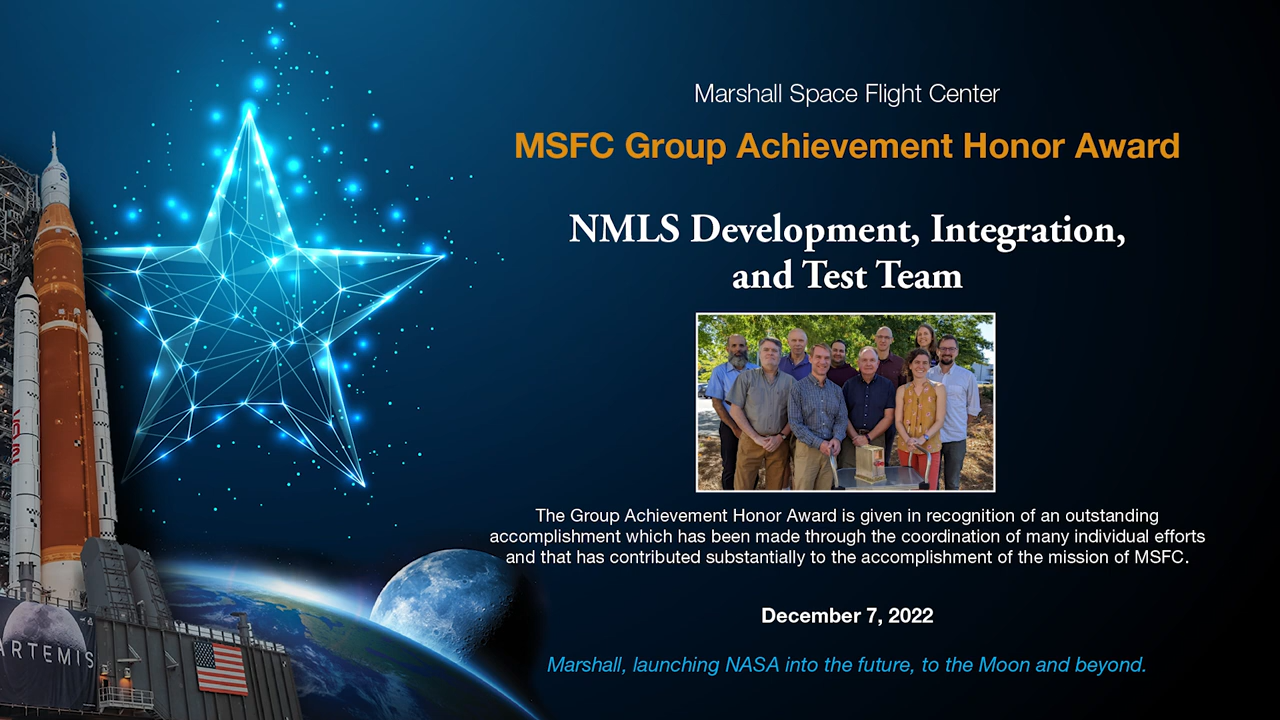 Marshall Space Flight Center
MSFC Group Achievement Honor Award
NMLS Development, Integration,
and Test Team
The Group Achievement Honor Award is given in recognition of an outstanding
accomplishment which has been made through the coordination of many individual efforts
and that has contributed substantially to the accomplishment of the mission of MSFC.
December 7, 2022
Marshall, launching NASA into the future, to the Moon and beyond.
ARTEMIS